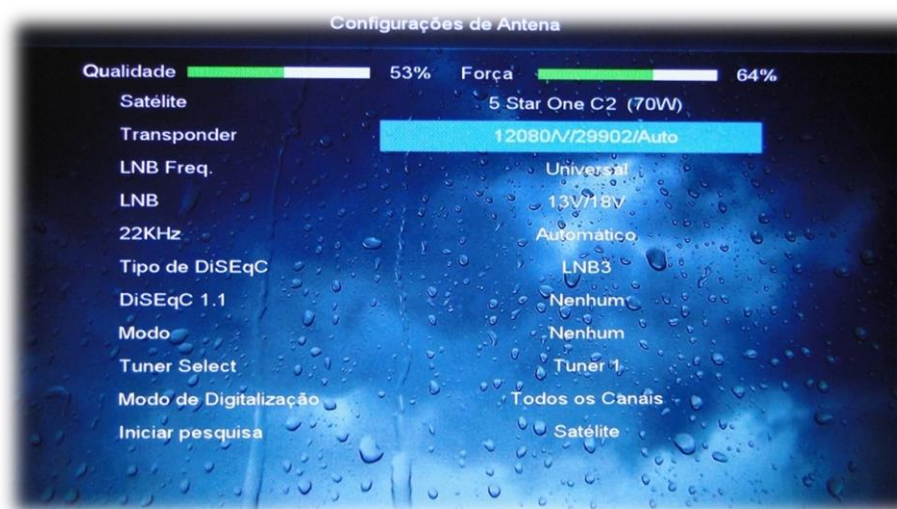 Configurações de Antena
Qualidade 53% Força 64%
Satélite 5 Star One C2 (70W)
Transponder 12080/V/29902/Auto
LNB Freq. Universal
LNB 13V/18V
22KHz Automático
Tipo de DiSEqC LNB3
DiSEqC 1.1 Nenhum
Modo Nenhum
Tuner Select Tuner 1
Modo de Digitalização Todos os Canais
Iniciar pesquisa Satélite